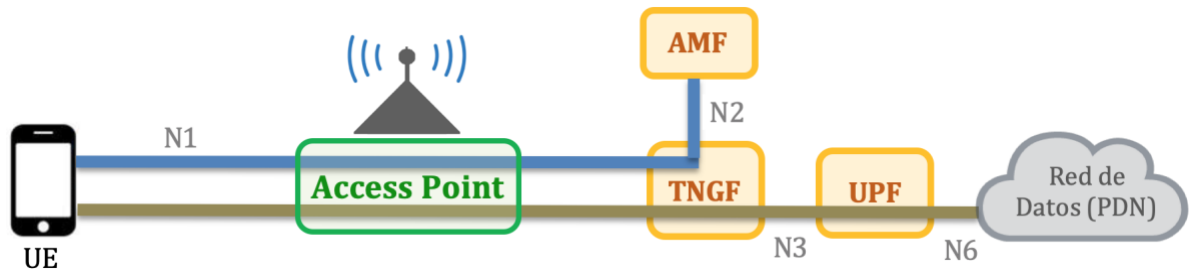 AMF
N2
N1
Access Point
TNGF
UPF
Red de
Datos (PDN)
N3
N6
UE